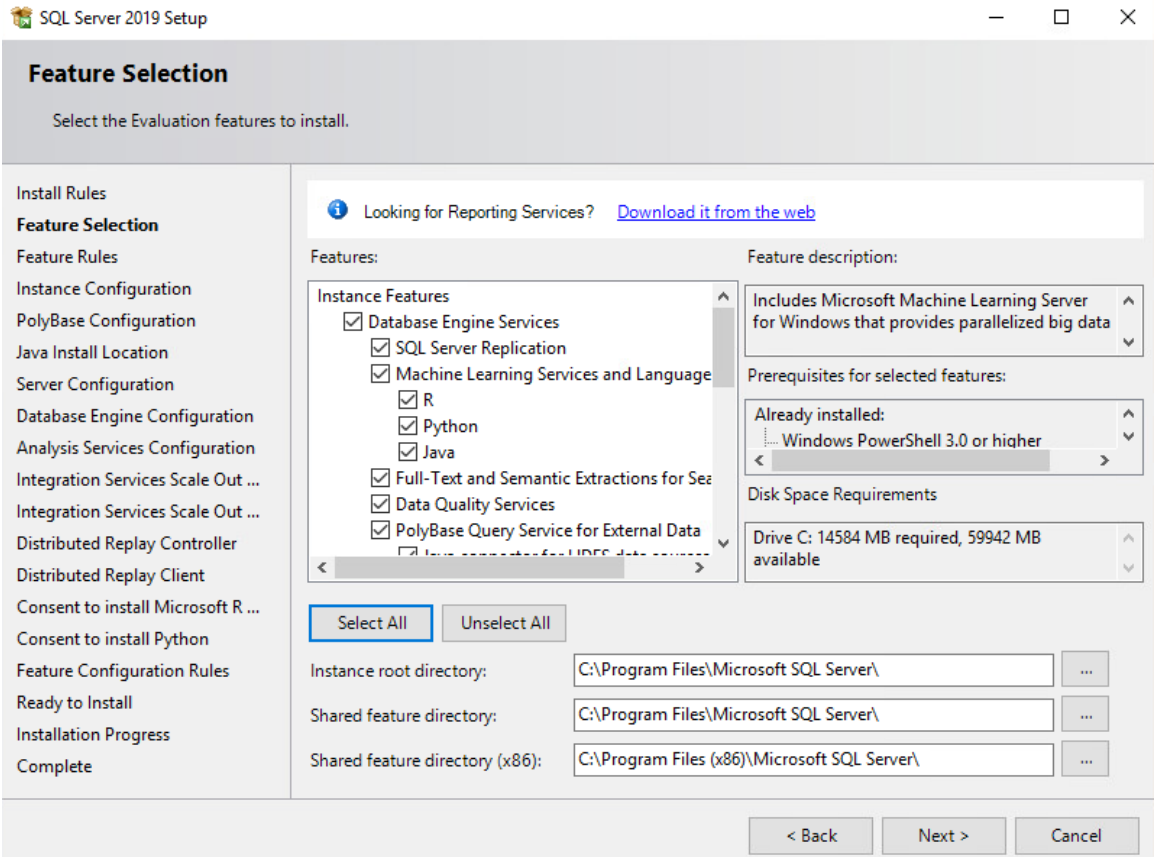 SQL Server 2019 Setup
Feature Selection
Select the Evaluation features to install.
Install Rules
Feature Selection
Feature Rules
Instance Configuration
PolyBase Configuration
Java Install Location
Server Configuration
Database Engine Configuration
Analysis Services Configuration
Integration Services Scale Out ...
Integration Services Scale Out ...
Distributed Replay Controller
Distributed Replay Client
Consent to install Microsoft R ...
Consent to install Python
Feature Configuration Rules
Ready to Install
Installation Progress
Complete
Looking for Reporting Services? Download it from the web
Features:
Instance Features
Database Engine Services
SQL Server Replication
Machine Learning Services and Language
R
Python
Java
Full-Text and Semantic Extractions for Sea
Data Quality Services
PolyBase Query Service for External Data
Java connector for HDFS data sources
Feature description:
Includes Microsoft Machine Learning Server
for Windows that provides parallelized big data
Prerequisites for selected features:
Already installed:
Windows PowerShell 3.0 or higher
Disk Space Requirements
Drive C: 14584 MB required, 59942 MB
available
Select All
Unselect All
Instance root directory: C:\Program Files\Microsoft SQL Server\ ...
Shared feature directory: C:\Program Files\Microsoft SQL Server\ ...
Shared feature directory (x86): C:\Program Files (x86)\Microsoft SQL Server\ ...
< Back
Next >
Cancel